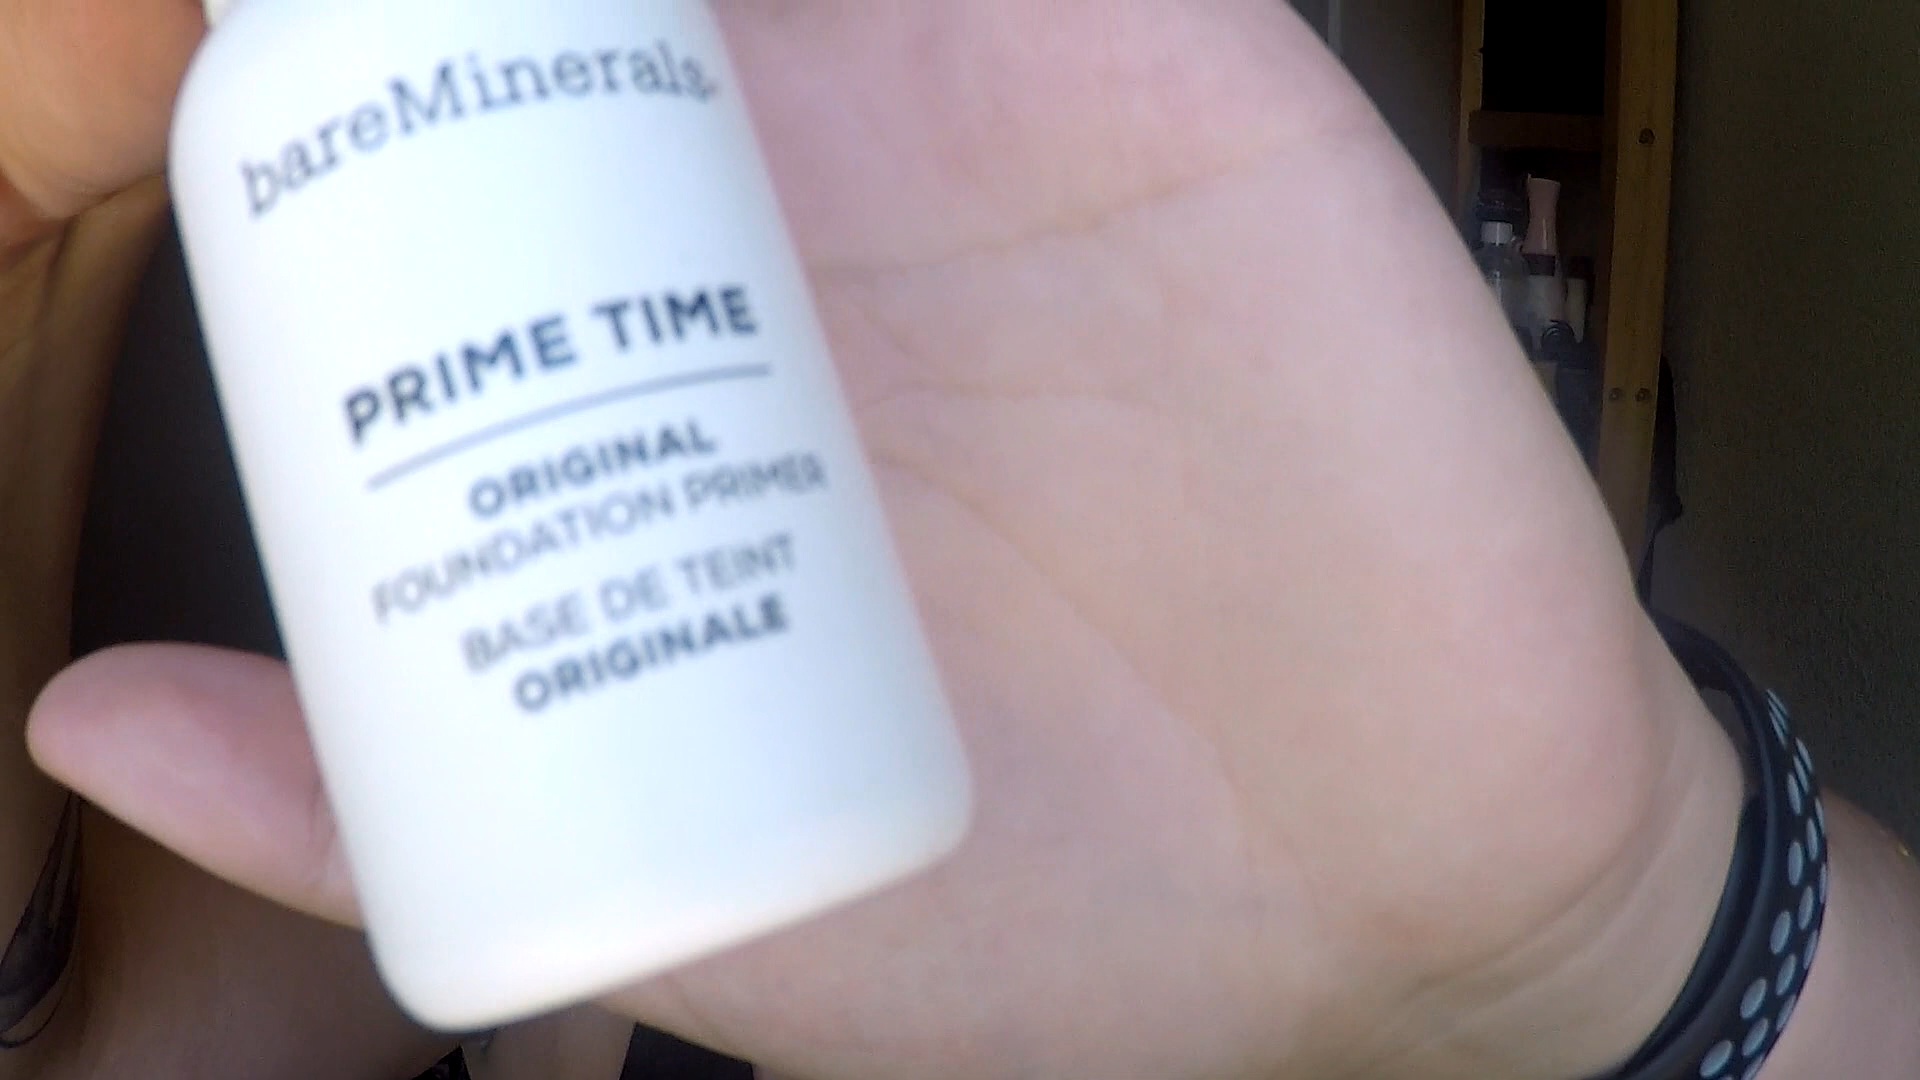 bareMinerals
PRIME TIME
ORIGINAL
FOUNDATION PRIMER
BASE DE TEINT
ORIGINALE